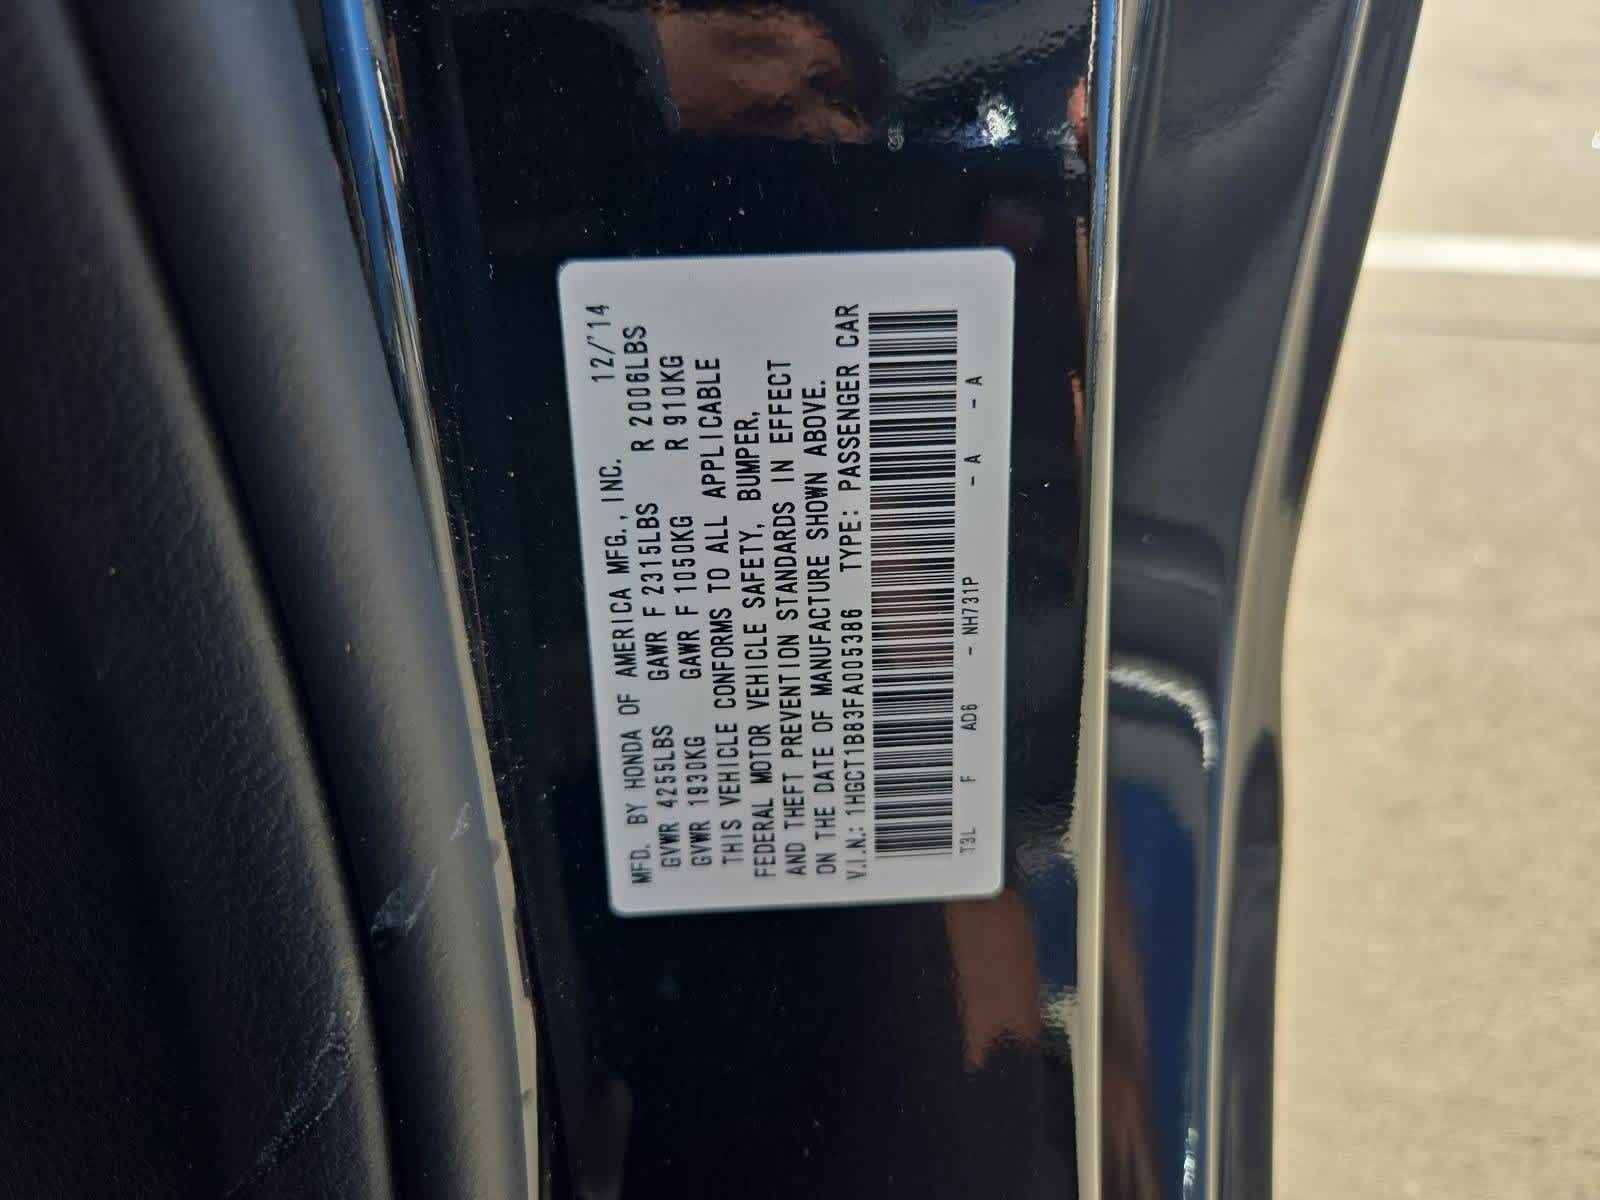 MFD. BY HONDA OF AMERICA MFG., INC. 12/'14
GVWR 4255LBS GAWR F 2315LBS R 2006LBS
GVWR 1930KG GAWR F 1050KG R 910KG
THIS VEHICLE CONFORMS TO ALL APPLICABLE
FEDERAL MOTOR VEHICLE SAFETY, BUMPER,
AND THEFT PREVENTION STANDARDS IN EFFECT
ON THE DATE OF MANUFACTURE SHOWN ABOVE.
V.I.N.: 1HGCT1B83FA005386 TYPE: PASSENGER CAR
T3L F AD6 - NH731P - A - A